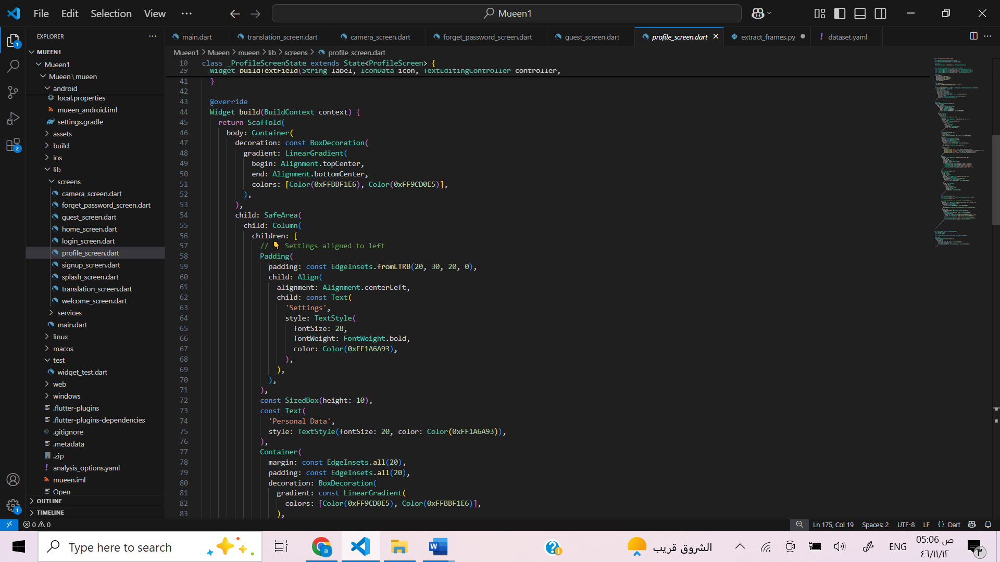 File Edit Selection View ···
Mueen1
EXPLORER ···
MUEEN1
Mueen1
Mueen\mueen
android
local.properties
mueen_android.iml
settings.gradle
assets
build
ios
lib
screens
camera_screen.dart
forget_password_screen.dart
guest_screen.dart
home_screen.dart
login_screen.dart
profile_screen.dart
signup_screen.dart
splash_screen.dart
translation_screen.dart
welcome_screen.dart
services
main.dart
linux
macos
test
widget_test.dart
web
windows
.flutter-plugins
.flutter-plugins-dependencies
.gitignore
.metadata
.zip
analysis_options.yaml
mueen.iml
Open
OUTLINE
TIMELINE
main.dart translation_screen.dart camera_screen.dart forget_password_screen.dart guest_screen.dart profile_screen.dart extract_frames.py dataset.yaml
Mueen1 > Mueen > mueen > lib > screens > profile_screen.dart
10 class _ProfileScreenState extends State<ProfileScreen> {
29 Widget buildTextField(String label, IconData icon, TextEditingController controller,
41 }
42
43 @override
44 Widget build(BuildContext context) {
45 return Scaffold(
46 body: Container(
47 decoration: const BoxDecoration(
48 gradient: LinearGradient(
49 begin: Alignment.topCenter,
50 end: Alignment.bottomCenter,
51 colors: [Color(0xFFBBF1E6), Color(0xFF9CD0E5)],
52 ),
53 ),
54 child: SafeArea(
55 child: Column(
56 children: [
57 // 👇 Settings aligned to left
58 Padding(
59 padding: const EdgeInsets.fromLTRB(20, 30, 20, 0),
60 child: Align(
61 alignment: Alignment.centerLeft,
62 child: const Text(
63 'Settings',
64 style: TextStyle(
65 fontSize: 28,
66 fontWeight: FontWeight.bold,
67 color: Color(0xFF1A6A93),
68 ),
69 ),
70 ),
71 ),
72 const SizedBox(height: 10),
73 const Text(
74 'Personal Data',
75 style: TextStyle(fontSize: 20, color: Color(0xFF1A6A93)),
76 ),
77 Container(
78 margin: const EdgeInsets.all(20),
79 padding: const EdgeInsets.all(20),
80 decoration: BoxDecoration(
81 gradient: const LinearGradient(
82 colors: [Color(0xFF9CD0E5), Color(0xFFBBF1E6)],
83 ),
0 0 Ln 175, Col 19 Spaces: 2 UTF-8 LF {} Dart
Type here to search
الشروق قريب
ENG
05:06 ص
٤٦/١١/١٢
٣